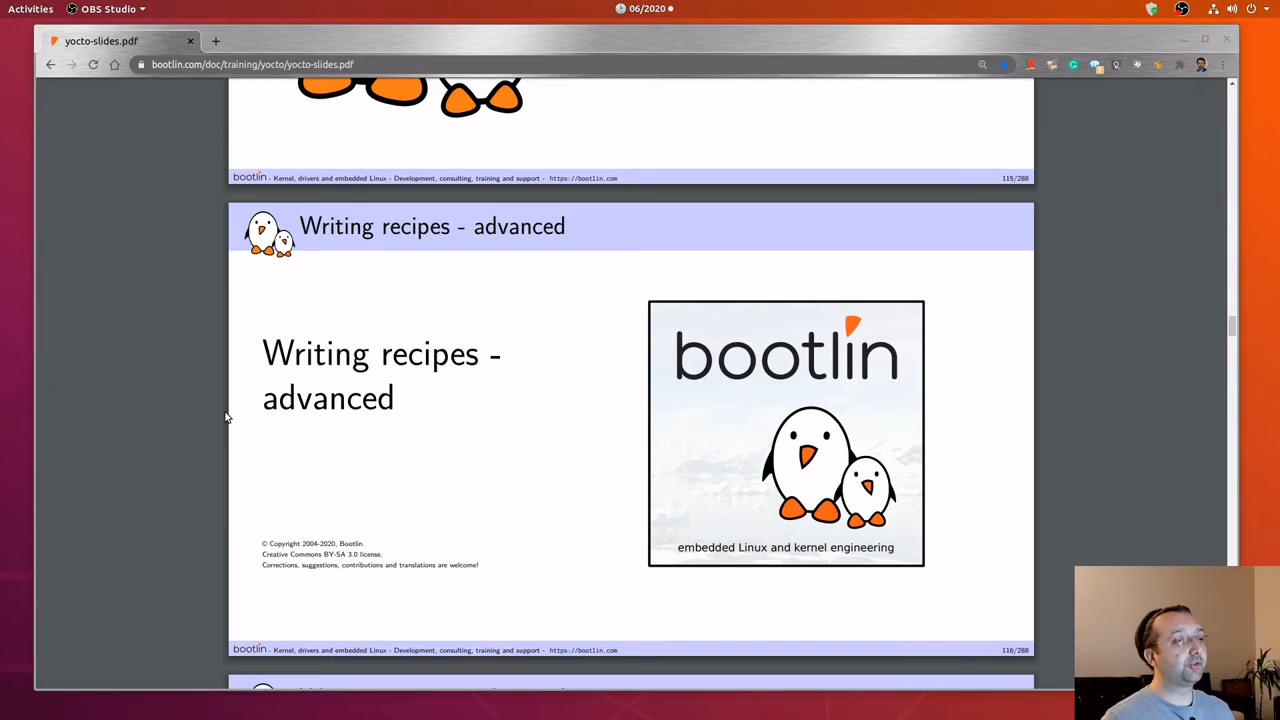 Activities
OBS Studio
06/2020
yocto-slides.pdf
bootlin.com/doc/training/yocto/yocto-slides.pdf
bootlin - Kernel, drivers and embedded Linux - Development, consulting, training and support - https://bootlin.com
115/288
Writing recipes - advanced
Writing recipes -
advanced
bootlin
embedded Linux and kernel engineering
© Copyright 2004-2020, Bootlin.
Creative Commons BY-SA 3.0 license.
Corrections, suggestions, contributions and translations are welcome!
bootlin - Kernel, drivers and embedded Linux - Development, consulting, training and support - https://bootlin.com
116/288